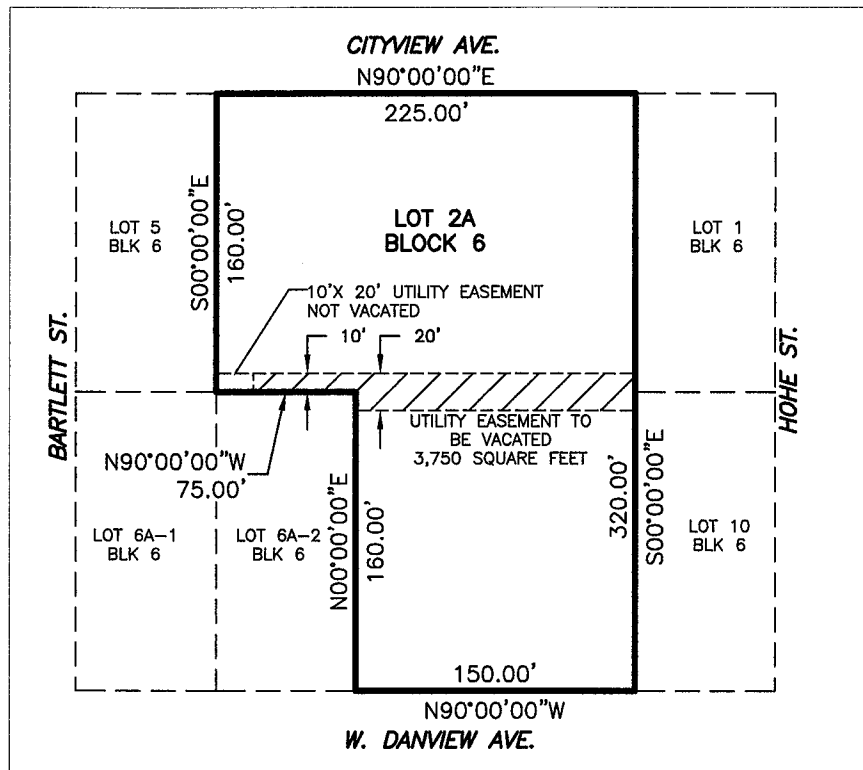 CITYVIEW AVE.
N90°00'00"E
225.00'
LOT 5
BLK 6
S00°00'00"E
160.00'
LOT 2A
BLOCK 6
LOT 1
BLK 6
10'X 20' UTILITY EASEMENT
NOT VACATED
10'
20'
BARTLETT ST.
HOHE ST.
UTILITY EASEMENT TO
BE VACATED
3,750 SQUARE FEET
N90°00'00"W
75.00'
LOT 6A-1
BLK 6
LOT 6A-2
BLK 6
N00°00'00"E
160.00'
320.00'
S00°00'00"E
LOT 10
BLK 6
150.00'
N90°00'00"W
W. DANVIEW AVE.